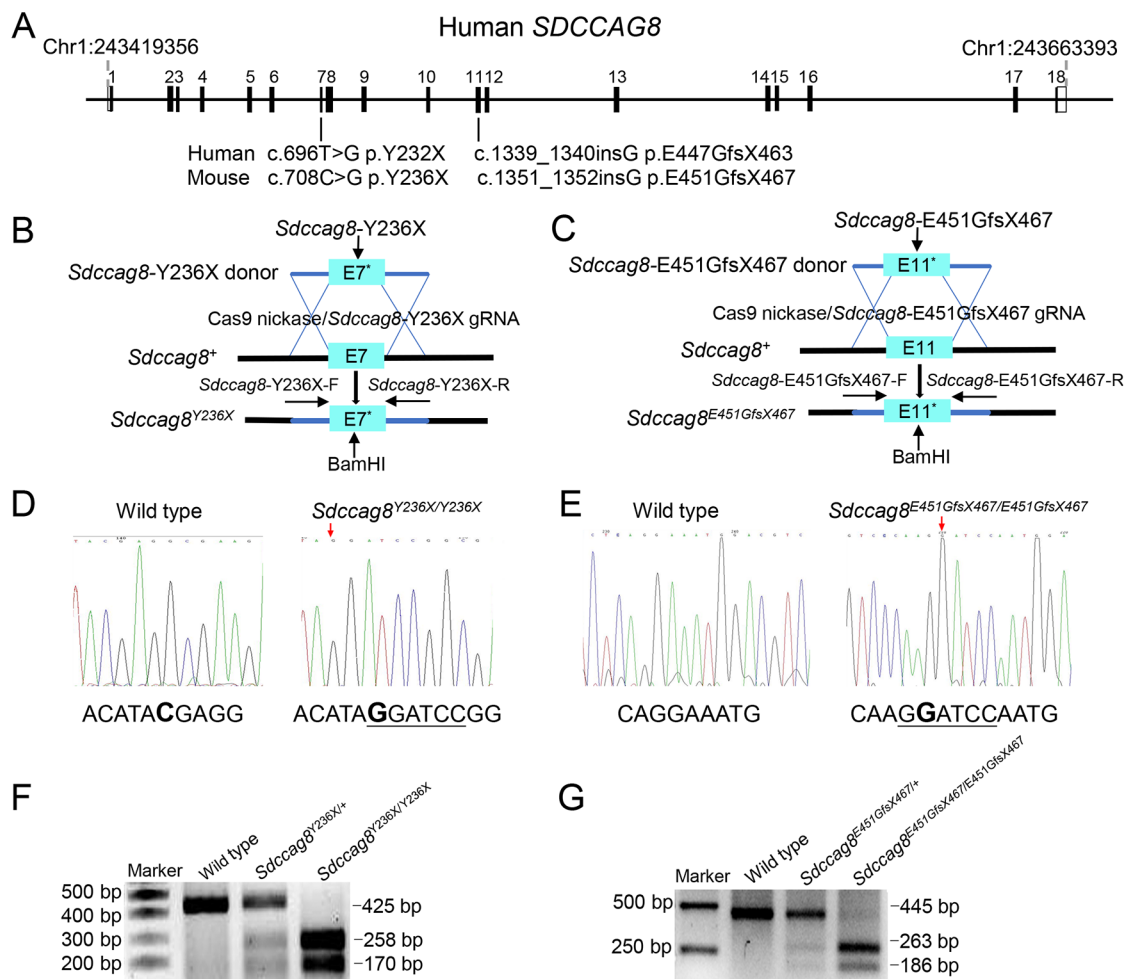 A
Human SDCCAG8
Chr1:243419356
Chr1:243663393
1 2 3 4 5 6 7 8 9 10 11 12 13 14 15 16 17 18
Human c.696T>G p.Y232X c.1339_1340insG p.E447GfsX463
Mouse c.708C>G p.Y236X c.1351_1352insG p.E451GfsX467
B
Sdccag8-Y236X
Sdccag8-Y236X donor
E7*
Cas9 nickase/Sdccag8-Y236X gRNA
Sdccag8+
E7
Sdccag8-Y236X-F
Sdccag8-Y236X-R
Sdccag8Y236X
E7*
BamHI
C
Sdccag8-E451GfsX467
Sdccag8-E451GfsX467 donor
E11*
Cas9 nickase/Sdccag8-E451GfsX467 gRNA
Sdccag8+
E11
Sdccag8-E451GfsX467-F
Sdccag8-E451GfsX467-R
Sdccag8E451GfsX467
E11*
BamHI
D
Wild type
Sdccag8Y236X/Y236X
T A C G A G G C G A A G
ACATACGAGG
ACATAGGATCCGG
E
Wild type
Sdccag8E451GfsX467/E451GfsX467
CAGGAAATG
CAAGGATCCAATG
F
Marker
Wild type
Sdccag8Y236X/+
Sdccag8Y236X/Y236X
500 bp
400 bp
300 bp
200 bp
425 bp
258 bp
170 bp
G
Marker
Wild type
Sdccag8E451GfsX467/+
Sdccag8E451GfsX467/E451GfsX467
500 bp
250 bp
445 bp
263 bp
186 bp